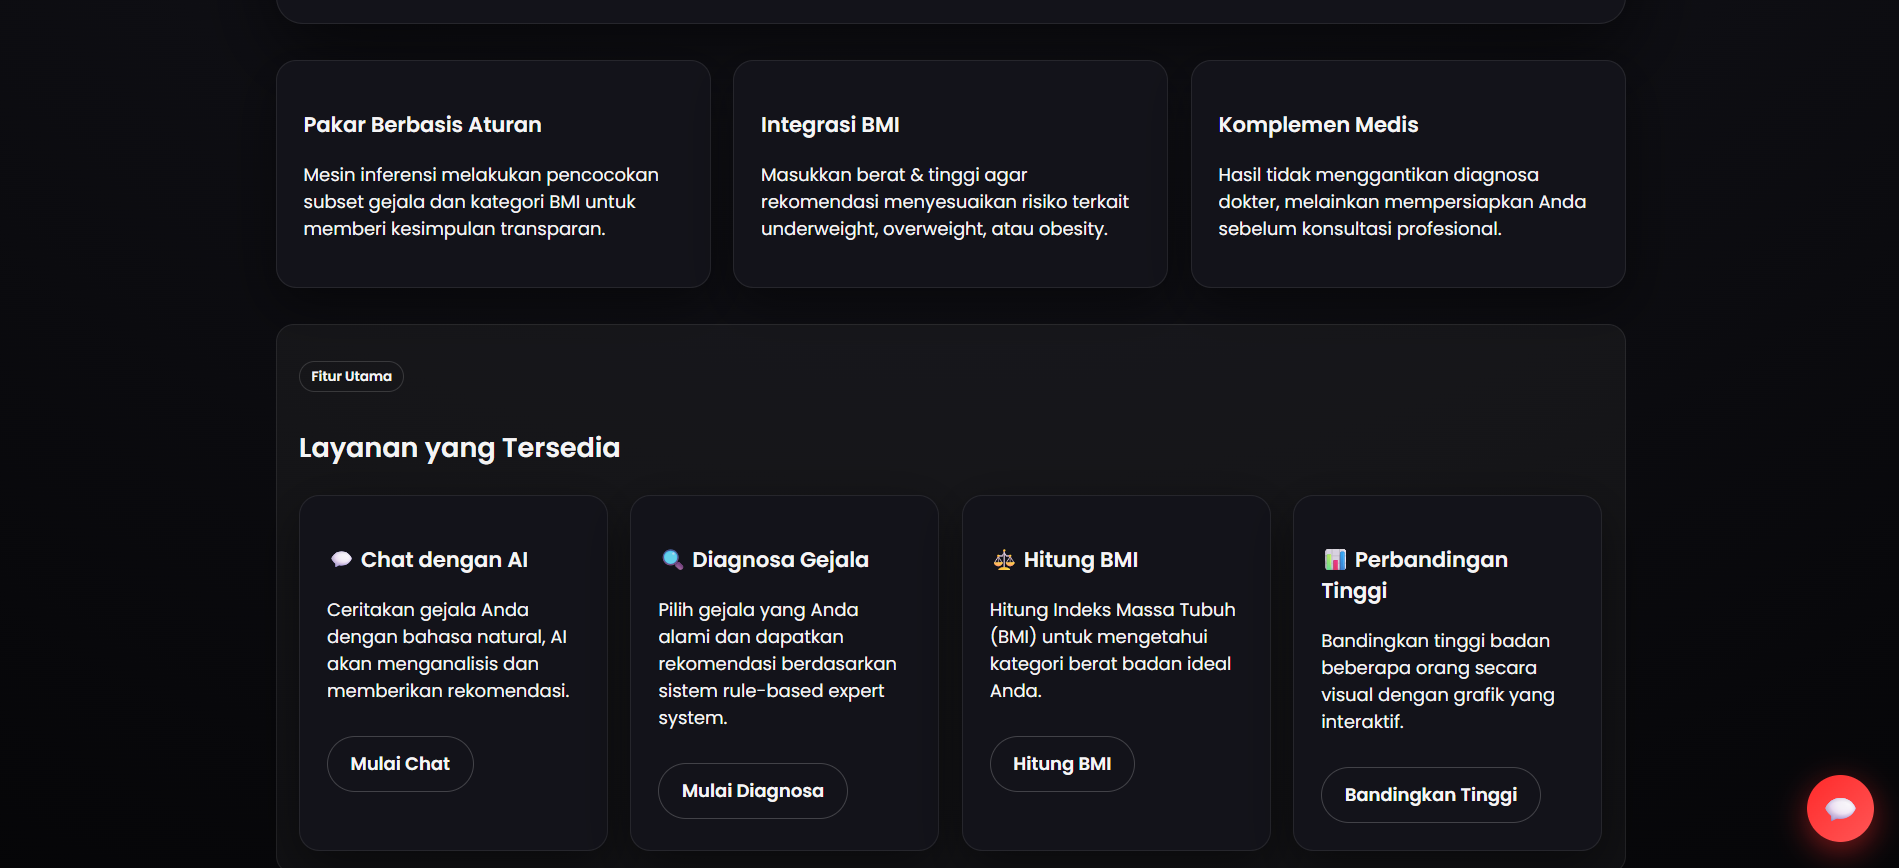 Pakar Berbasis Aturan
Mesin inferensi melakukan pencocokan
subset gejala dan kategori BMI untuk
memberi kesimpulan transparan.
Integrasi BMI
Masukkan berat & tinggi agar
rekomendasi menyesuaikan risiko terkait
underweight, overweight, atau obesity.
Komplemen Medis
Hasil tidak menggantikan diagnosa
dokter, melainkan mempersiapkan Anda
sebelum konsultasi profesional.
Fitur Utama
Layanan yang Tersedia
Chat dengan AI
Ceritakan gejala Anda
dengan bahasa natural, AI
akan menganalisis dan
memberikan rekomendasi.
Mulai Chat
Diagnosa Gejala
Pilih gejala yang Anda
alami dan dapatkan
rekomendasi berdasarkan
sistem rule-based expert
system.
Mulai Diagnosa
Hitung BMI
Hitung Indeks Massa Tubuh
(BMI) untuk mengetahui
kategori berat badan ideal
Anda.
Hitung BMI
Perbandingan
Tinggi
Bandingkan tinggi badan
beberapa orang secara
visual dengan grafik yang
interaktif.
Bandingkan Tinggi